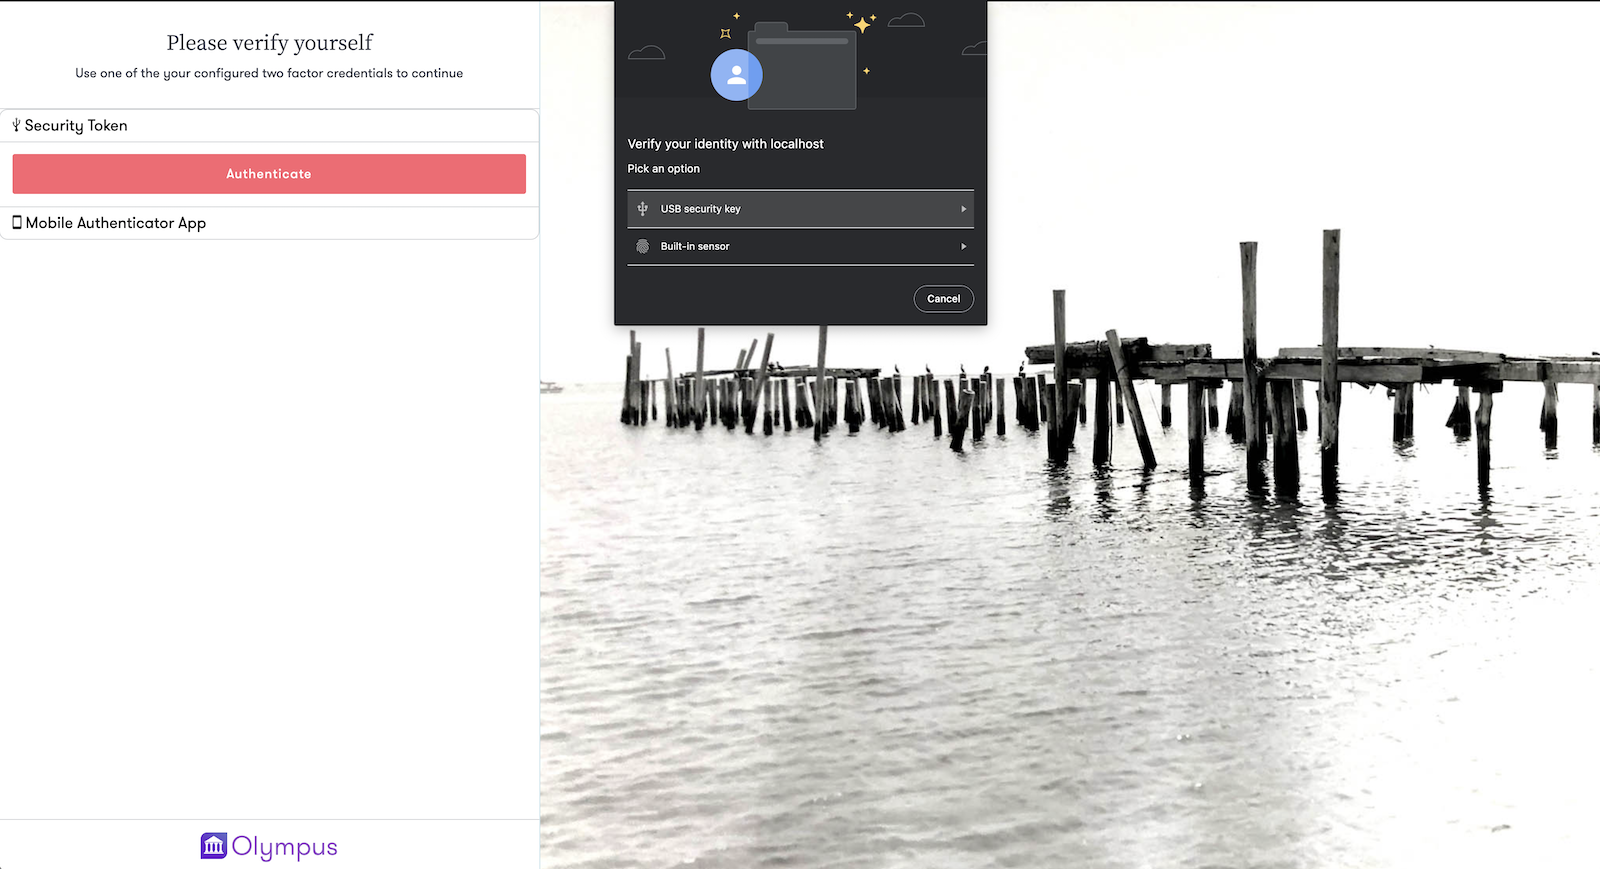 Please verify yourself
Use one of the your configured two factor credentials to continue
Security Token
Authenticate
Mobile Authenticator App
Olympus
Verify your identity with localhost
Pick an option
USB security key
Built-in sensor
Cancel